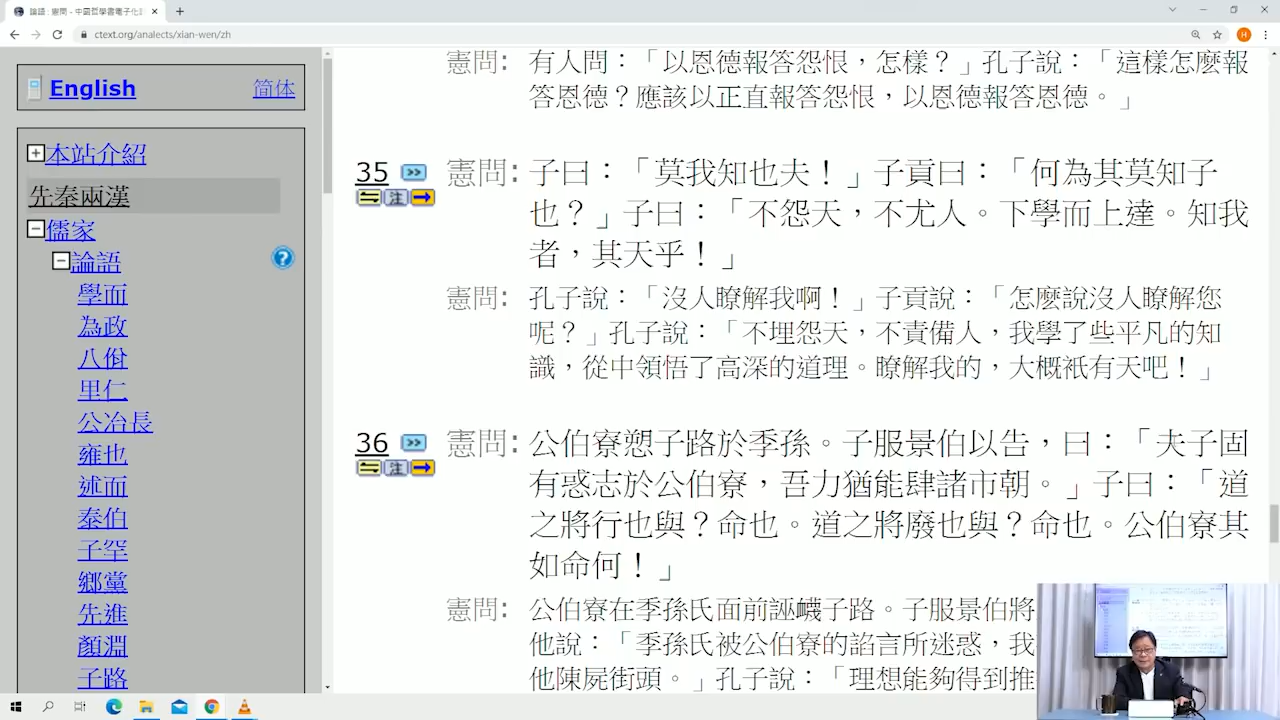 論語 : 憲問 - 中國哲學書電子化計
ctext.org/analects/xian-wen/zh
H
English
简体
本站介紹
先秦兩漢
儒家
論語
學而
為政
八佾
里仁
公冶長
雍也
述而
泰伯
子罕
鄉黨
先進
顏淵
子路
憲問: 有人問：「以恩德報答怨恨，怎樣？」孔子說：「這樣怎麼報
答恩德？應該以正直報答怨恨，以恩德報答恩德。」
35 憲問: 子曰：「莫我知也夫！」子貢曰：「何為其莫知子
注 也？」子曰：「不怨天，不尤人。下學而上達。知我
者，其天乎！」
憲問: 孔子說：「沒人瞭解我啊！」子貢說：「怎麼說沒人瞭解您
呢？」孔子說：「不埋怨天，不責備人，我學了些平凡的知
識，從中領悟了高深的道理。瞭解我的，大概衹有天吧！」
36 憲問: 公伯寮愬子路於季孫。子服景伯以告，曰：「夫子固
注 有惑志於公伯寮，吾力猶能肆諸市朝。」子曰：「道
之將行也與？命也。道之將廢也與？命也。公伯寮其
如命何！」
憲問: 公伯寮在季孫氏面前誣衊子路。子服景伯將
他說：「季孫氏被公伯寮的諂言所迷惑，我
他陳屍街頭。」孔子說：「理想能夠得到推